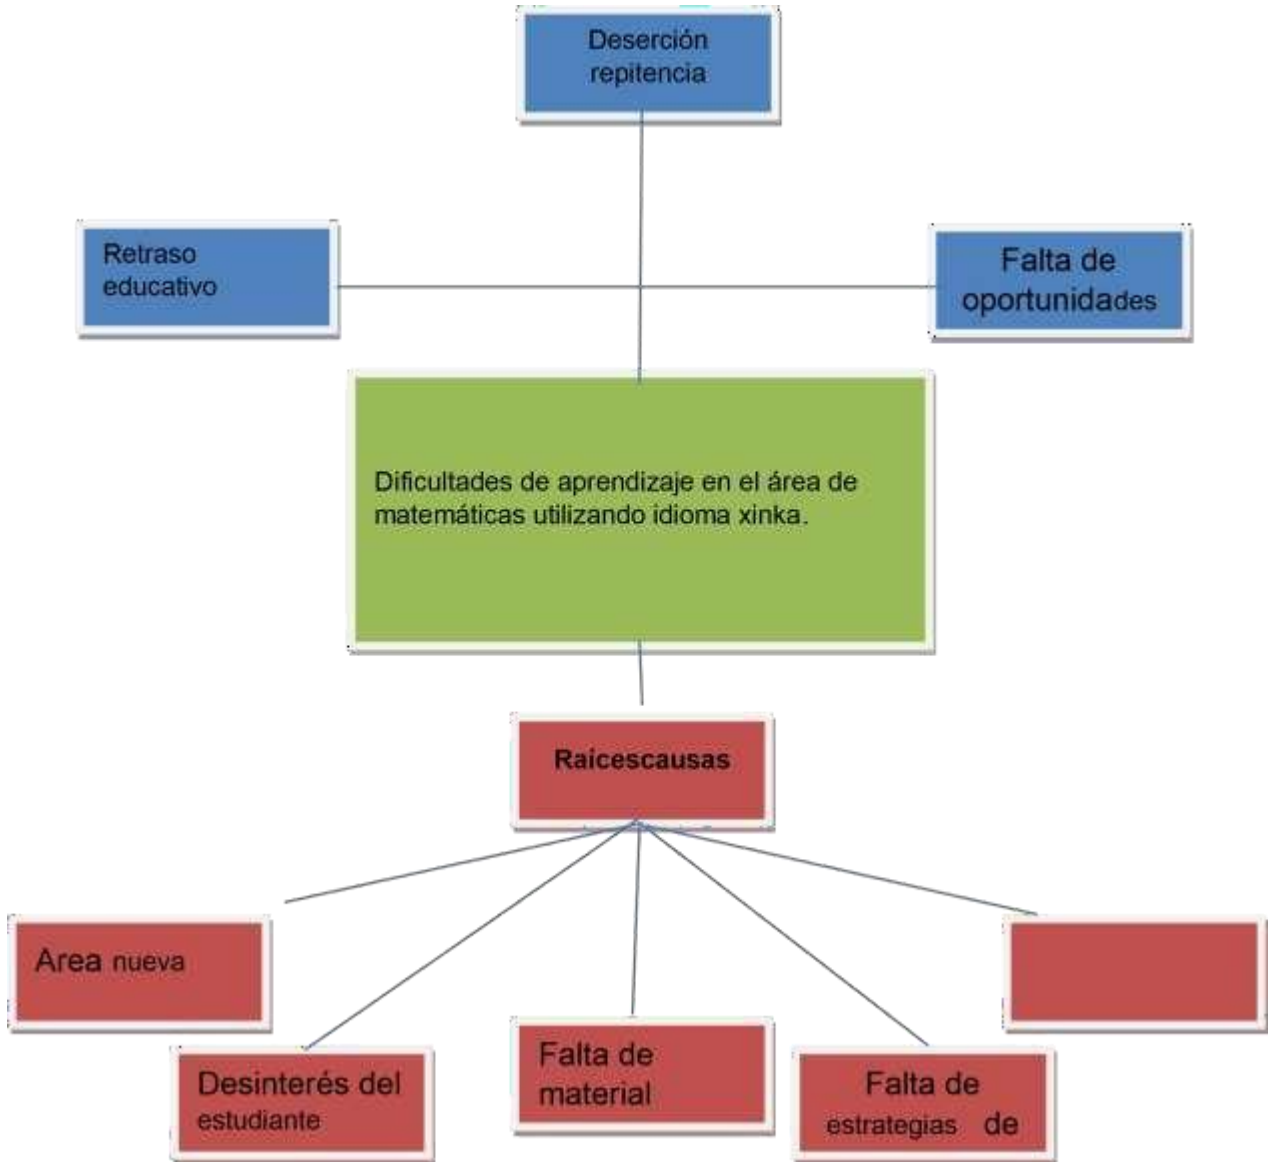 Deserción
repitencia
Retraso
educativo
Falta de
oportunidades
Dificultades de aprendizaje en el área de
matemáticas utilizando idioma xinka.
Raicescausas
Area nueva
Desinterés del
estudiante
Falta de
material
Falta de
estrategias de